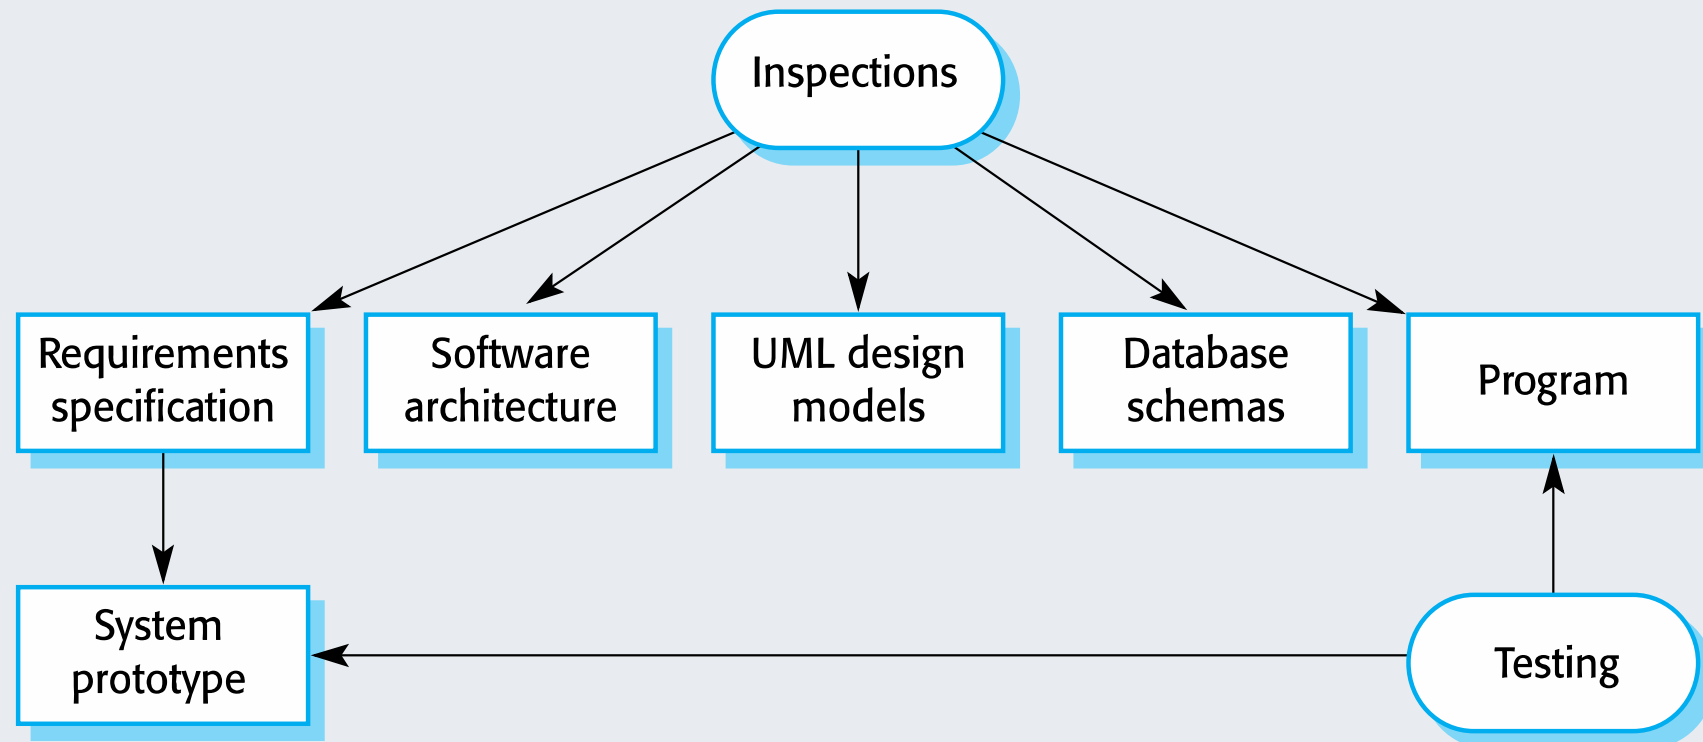 Inspections
Requirements
specification
Software
architecture
UML design
models
Database
schemas
Program
System
prototype
Testing